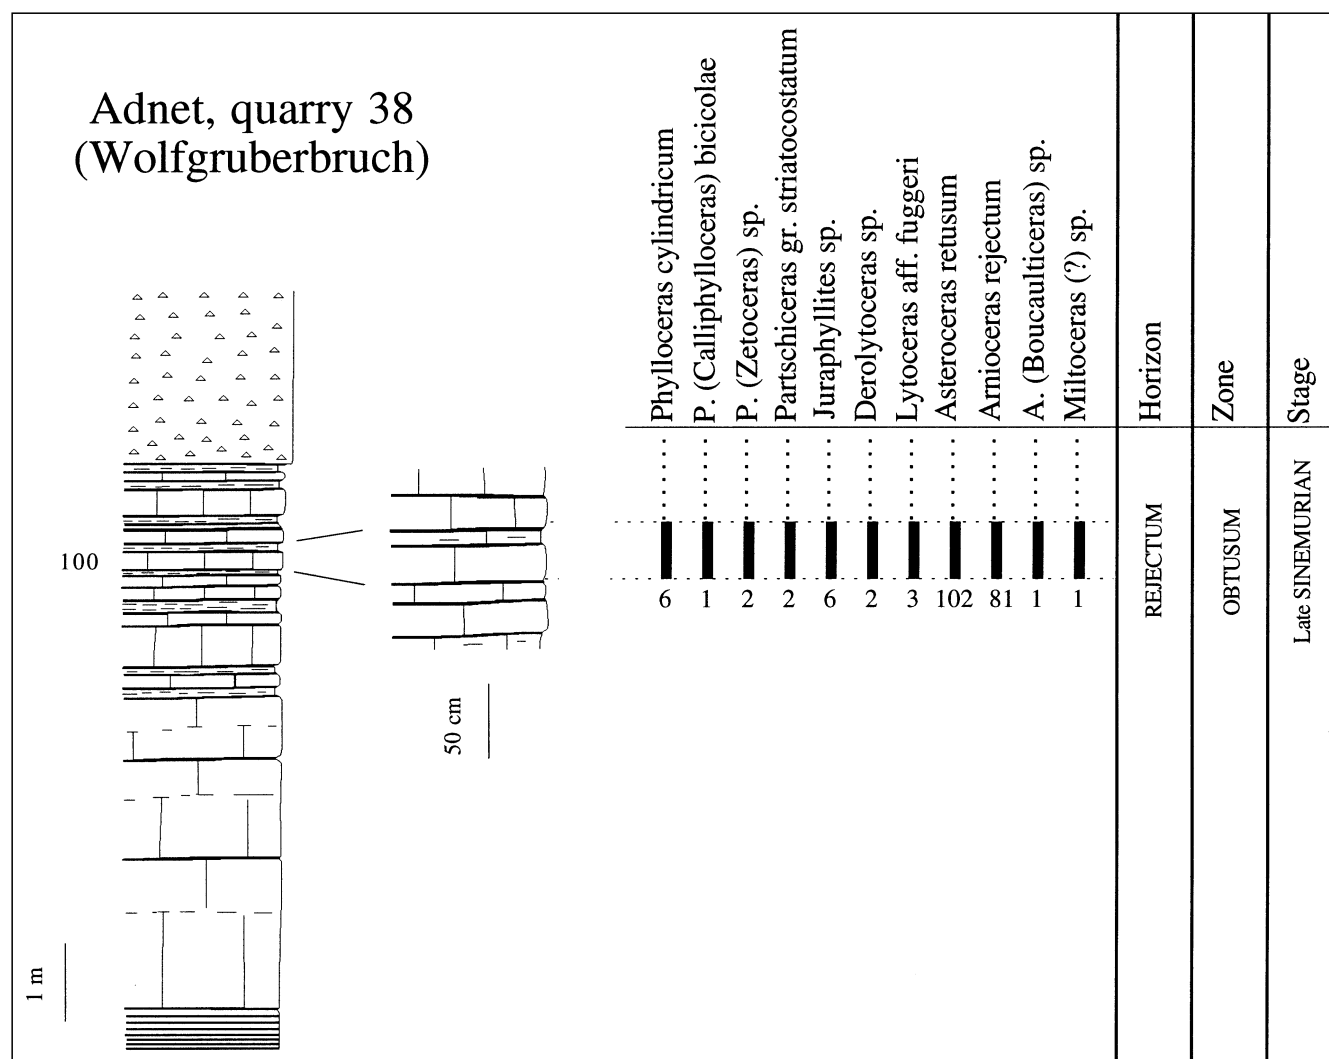 Adnet, quarry 38
(Wolfgruberbruch)
Phylloceras cylindricum
P. (Calliphylloceras) bicicolae
P. (Zetoceras) sp.
Partschiceras gr. striatocostatum
Juraphyllites sp.
Derolytoceras sp.
Lytoceras aff. fuggeri
Asteroceras retusum
Arnioceras rejectum
A. (Boucaulticeras) sp.
Miltoceras (?) sp.
Horizon
Zone
Stage
100
6 1 2 2 6 2 3 102 81 1 1
REJECTUM
OBTUSUM
Late SINEMURIAN
50 cm
1 m